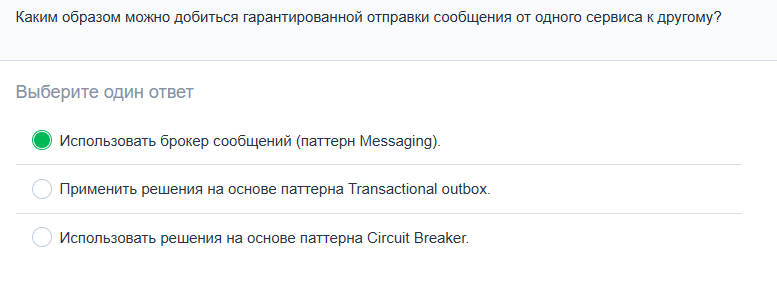 Каким образом можно добиться гарантированной отправки сообщения от одного сервиса к другому?
Выберите один ответ
Использовать брокер сообщений (паттерн Messaging).
Применить решения на основе паттерна Transactional outbox.
Использовать решения на основе паттерна Circuit Breaker.